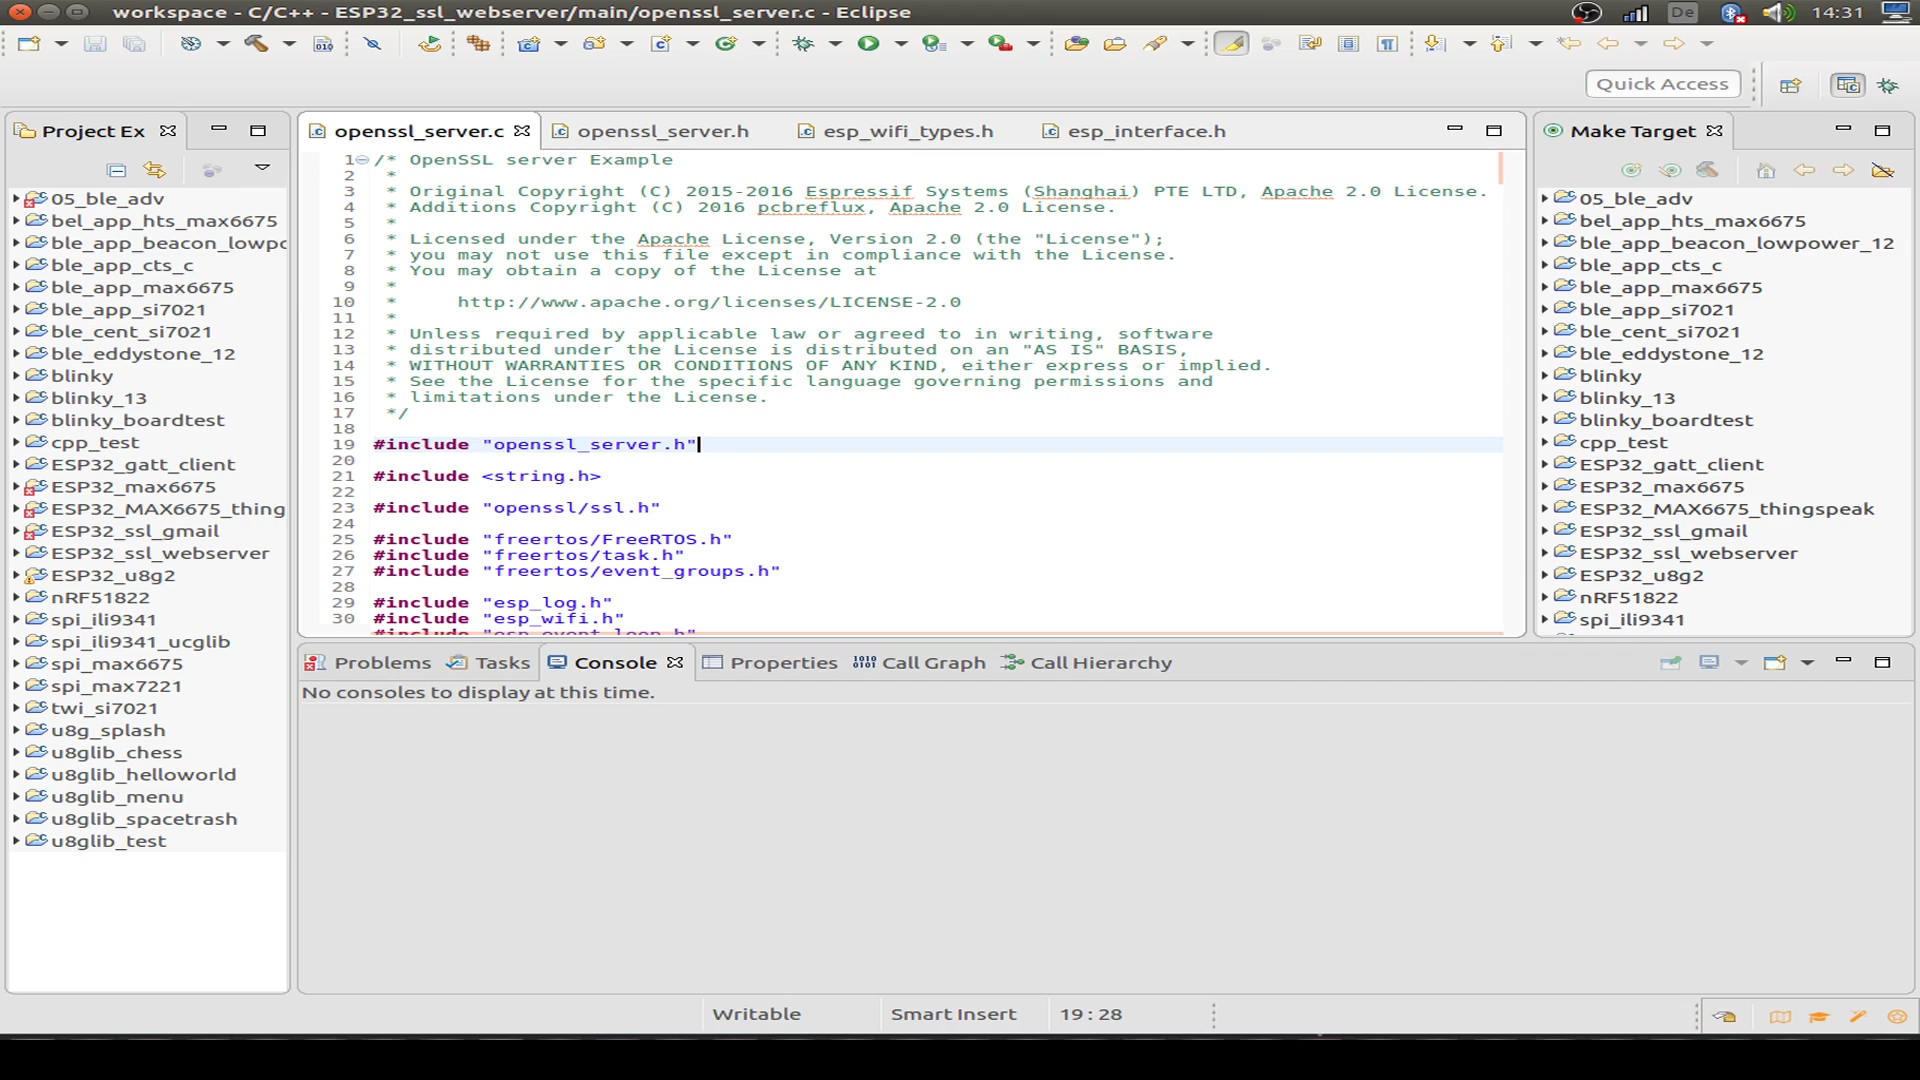 workspace - C/C++ - ESP32_ssl_webserver/main/openssl_server.c - Eclipse
De
14:31
010
Quick Access
Project Ex
05_ble_adv
bel_app_hts_max6675
ble_app_beacon_lowpc
ble_app_cts_c
ble_app_max6675
ble_app_si7021
ble_cent_si7021
ble_eddystone_12
blinky
blinky_13
blinky_boardtest
cpp_test
ESP32_gatt_client
ESP32_max6675
ESP32_MAX6675_thing
ESP32_ssl_gmail
ESP32_ssl_webserver
ESP32_u8g2
nRF51822
spi_ili9341
spi_ili9341_ucglib
spi_max6675
spi_max7221
twi_si7021
u8g_splash
u8glib_chess
u8glib_helloworld
u8glib_menu
u8glib_spacetrash
u8glib_test
openssl_server.c
openssl_server.h
esp_wifi_types.h
esp_interface.h
1 /* OpenSSL server Example
2 *
3 * Original Copyright (C) 2015-2016 Espressif Systems (Shanghai) PTE LTD, Apache 2.0 License.
4 * Additions Copyright (C) 2016 pcbreflux, Apache 2.0 License.
5 *
6 * Licensed under the Apache License, Version 2.0 (the "License");
7 * you may not use this file except in compliance with the License.
8 * You may obtain a copy of the License at
9 *
10 *     http://www.apache.org/licenses/LICENSE-2.0
11 *
12 * Unless required by applicable law or agreed to in writing, software
13 * distributed under the License is distributed on an "AS IS" BASIS,
14 * WITHOUT WARRANTIES OR CONDITIONS OF ANY KIND, either express or implied.
15 * See the License for the specific language governing permissions and
16 * limitations under the License.
17 */
18
19 #include "openssl_server.h"
20
21 #include <string.h>
22
23 #include "openssl/ssl.h"
24
25 #include "freertos/FreeRTOS.h"
26 #include "freertos/task.h"
27 #include "freertos/event_groups.h"
28
29 #include "esp_log.h"
30 #include "esp_wifi.h"
#include "esp_event_loop.h"
Make Target
05_ble_adv
bel_app_hts_max6675
ble_app_beacon_lowpower_12
ble_app_cts_c
ble_app_max6675
ble_app_si7021
ble_cent_si7021
ble_eddystone_12
blinky
blinky_13
blinky_boardtest
cpp_test
ESP32_gatt_client
ESP32_max6675
ESP32_MAX6675_thingspeak
ESP32_ssl_gmail
ESP32_ssl_webserver
ESP32_u8g2
nRF51822
spi_ili9341
Problems
Tasks
Console
Properties
Call Graph
Call Hierarchy
No consoles to display at this time.
Writable
Smart Insert
19 : 28